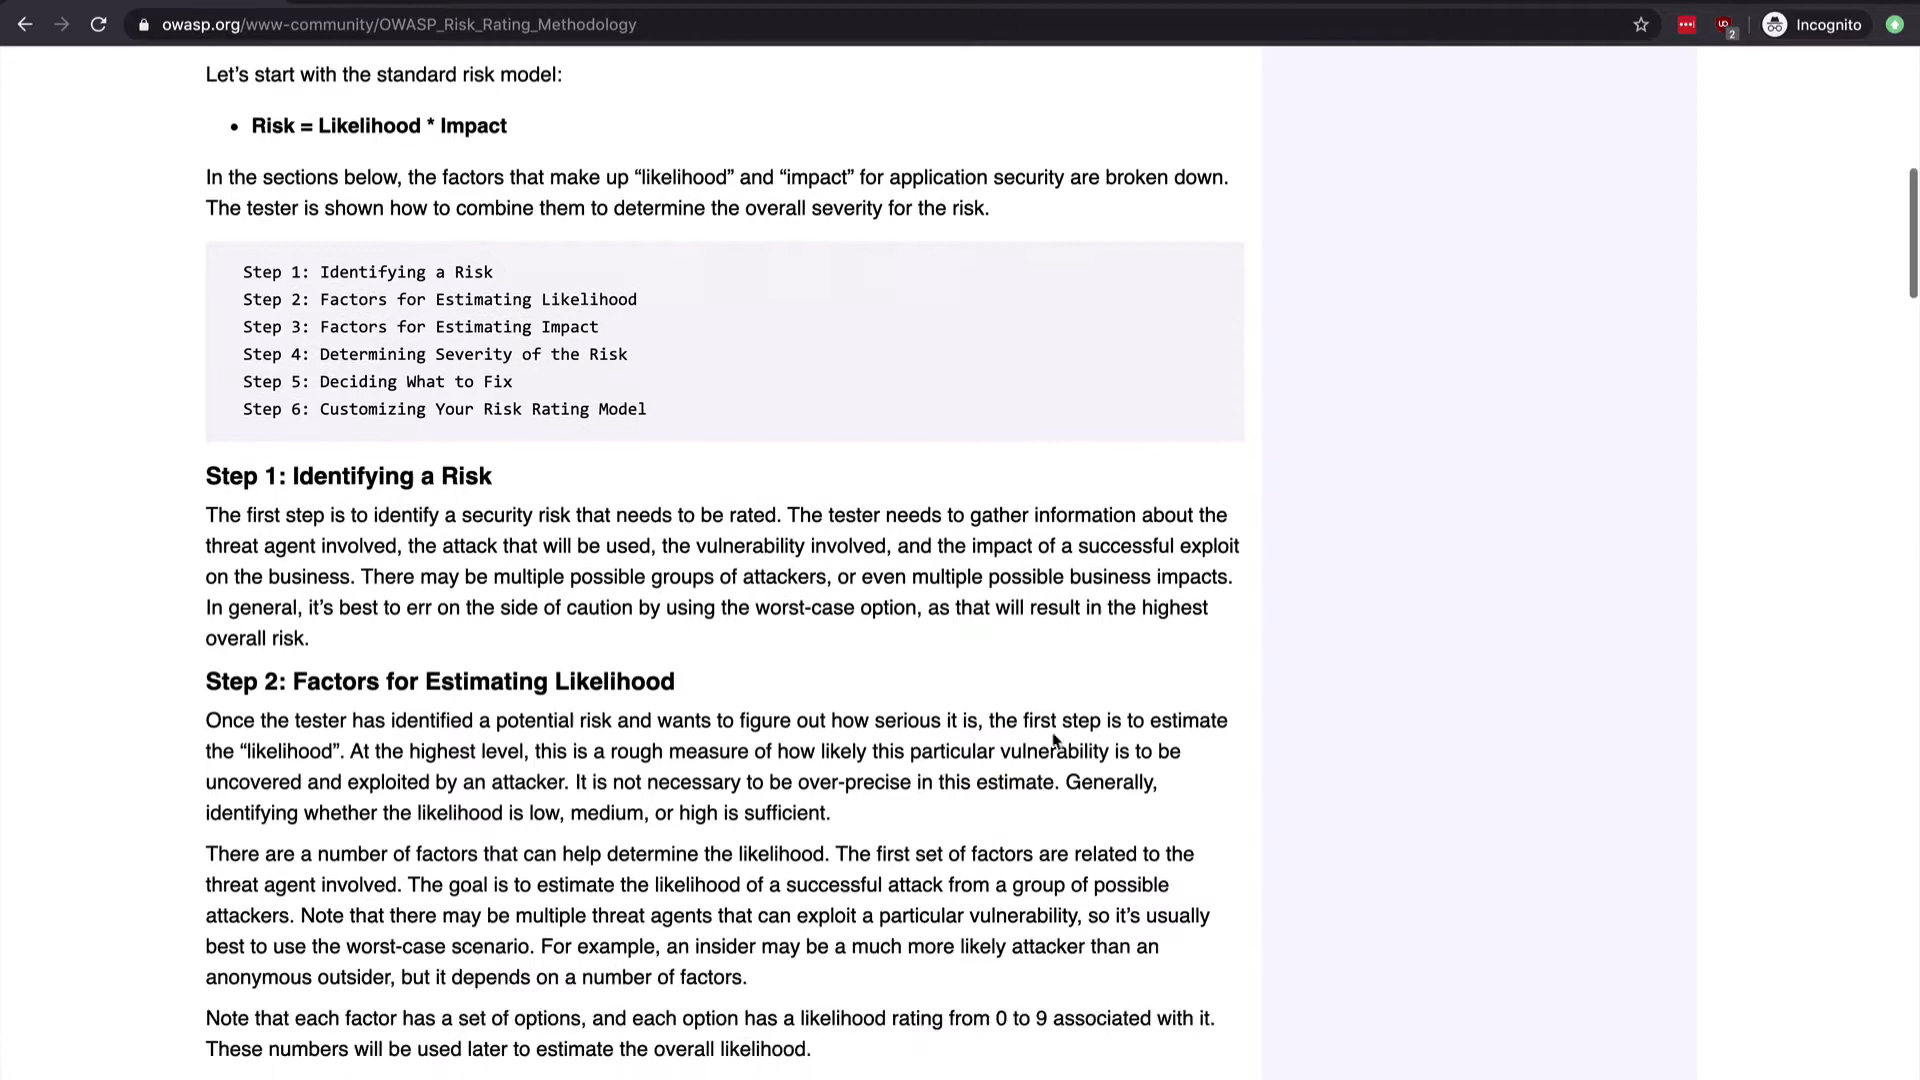 owasp.org/www-community/OWASP_Risk_Rating_Methodology
UD
2
Incognito
Let’s start with the standard risk model:
• Risk = Likelihood * Impact
In the sections below, the factors that make up “likelihood” and “impact” for application security are broken down.
The tester is shown how to combine them to determine the overall severity for the risk.
Step 1: Identifying a Risk
Step 2: Factors for Estimating Likelihood
Step 3: Factors for Estimating Impact
Step 4: Determining Severity of the Risk
Step 5: Deciding What to Fix
Step 6: Customizing Your Risk Rating Model
Step 1: Identifying a Risk
The first step is to identify a security risk that needs to be rated. The tester needs to gather information about the
threat agent involved, the attack that will be used, the vulnerability involved, and the impact of a successful exploit
on the business. There may be multiple possible groups of attackers, or even multiple possible business impacts.
In general, it’s best to err on the side of caution by using the worst-case option, as that will result in the highest
overall risk.
Step 2: Factors for Estimating Likelihood
Once the tester has identified a potential risk and wants to figure out how serious it is, the first step is to estimate
the “likelihood”. At the highest level, this is a rough measure of how likely this particular vulnerability is to be
uncovered and exploited by an attacker. It is not necessary to be over-precise in this estimate. Generally,
identifying whether the likelihood is low, medium, or high is sufficient.
There are a number of factors that can help determine the likelihood. The first set of factors are related to the
threat agent involved. The goal is to estimate the likelihood of a successful attack from a group of possible
attackers. Note that there may be multiple threat agents that can exploit a particular vulnerability, so it’s usually
best to use the worst-case scenario. For example, an insider may be a much more likely attacker than an
anonymous outsider, but it depends on a number of factors.
Note that each factor has a set of options, and each option has a likelihood rating from 0 to 9 associated with it.
These numbers will be used later to estimate the overall likelihood.